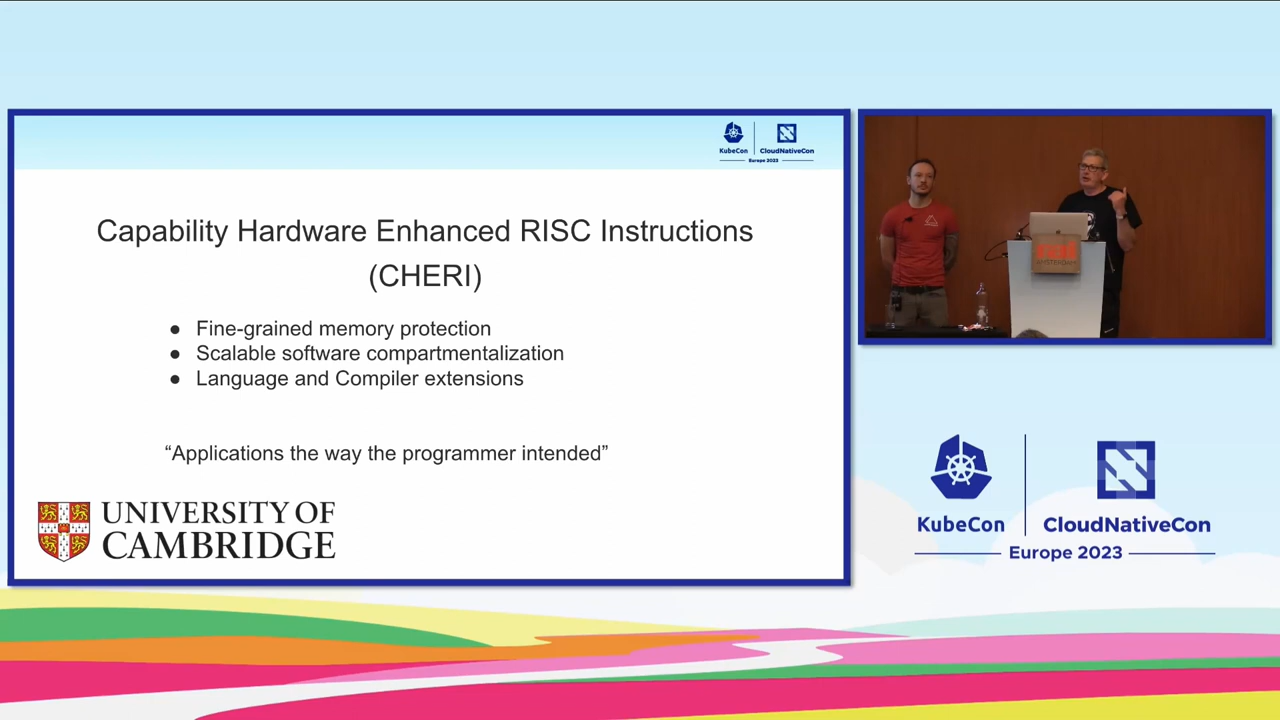 KubeCon
CloudNativeCon
Europe 2023
Capability Hardware Enhanced RISC Instructions
(CHERI)
● Fine-grained memory protection
● Scalable software compartmentalization
● Language and Compiler extensions
“Applications the way the programmer intended”
UNIVERSITY OF
CAMBRIDGE
AMSTERDAM
KubeCon
CloudNativeCon
Europe 2023